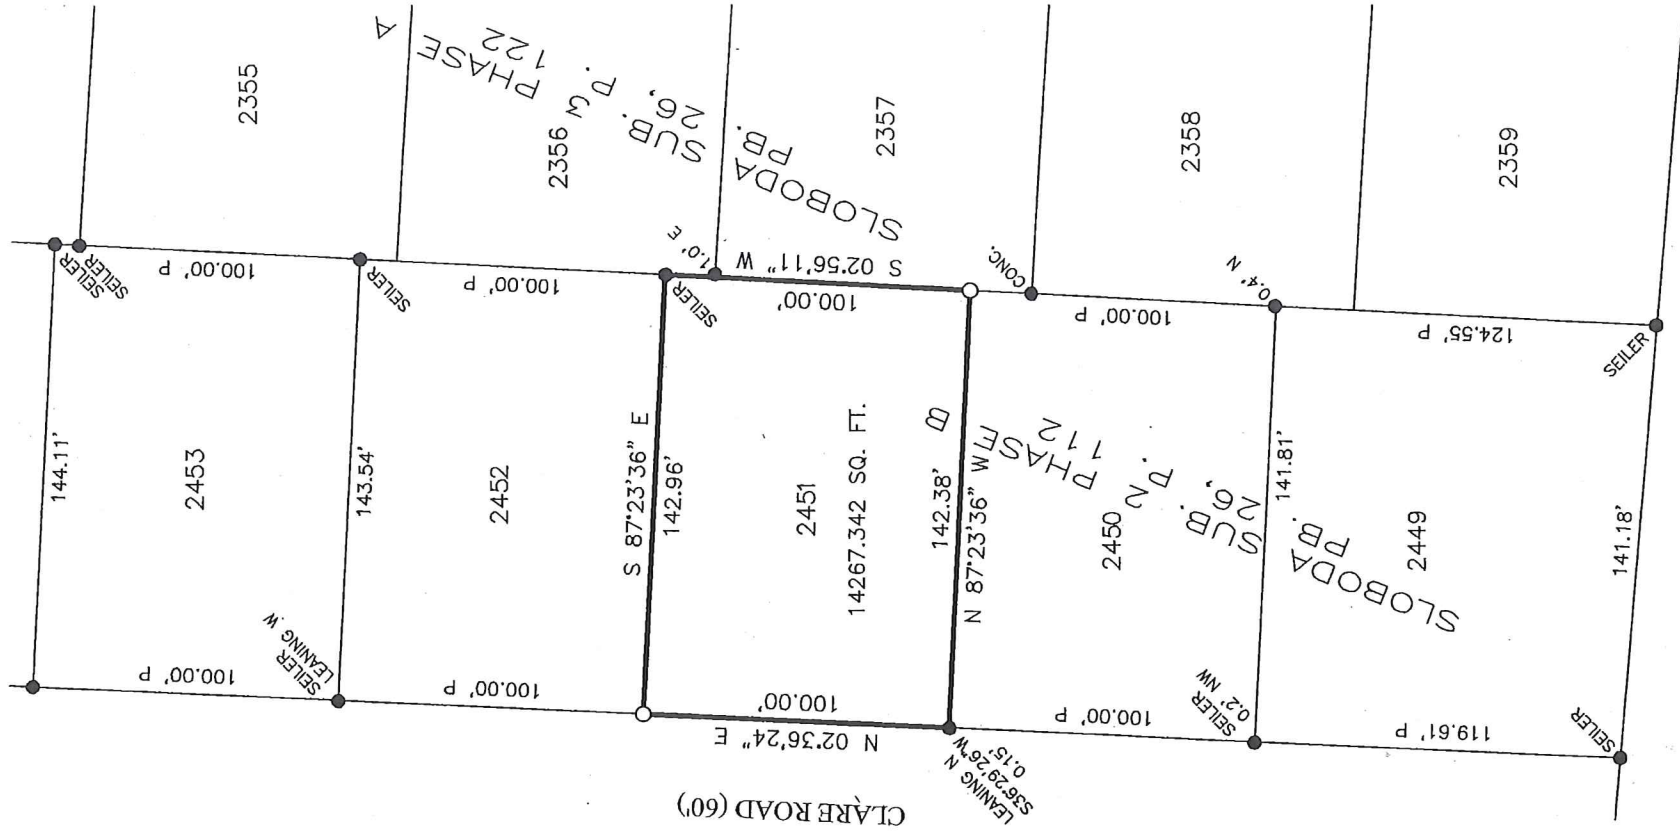 2355
2356
2357
2358
2359
SLOBODA SUB. 3 PHASE A
PB. 26, P. 122
SEILER
SEILER
100.00' P
SEILER
100.00' P
SEILER
1.0' E
S 02°56'11" W
100.00'
CONC.
100.00' P
0.4' N
124.55' P
SEILER
144.11'
2453
143.54'
2452
S 87°23'36" E
142.96'
2451
14267.342 SQ. FT.
142.38'
N 87°23'36" W
2450
141.81'
2449
141.18'
SLOBODA SUB. 2 PHASE B
PB. 26, P. 112
100.00' P
SEILER
LEANING W
100.00' P
100.00'
N 02°36'24" E
LEANING N
S36°29'26"W
0.15'
100.00' P
SEILER
0.2' NW
119.61' P
SEILER
CLARE ROAD (60')